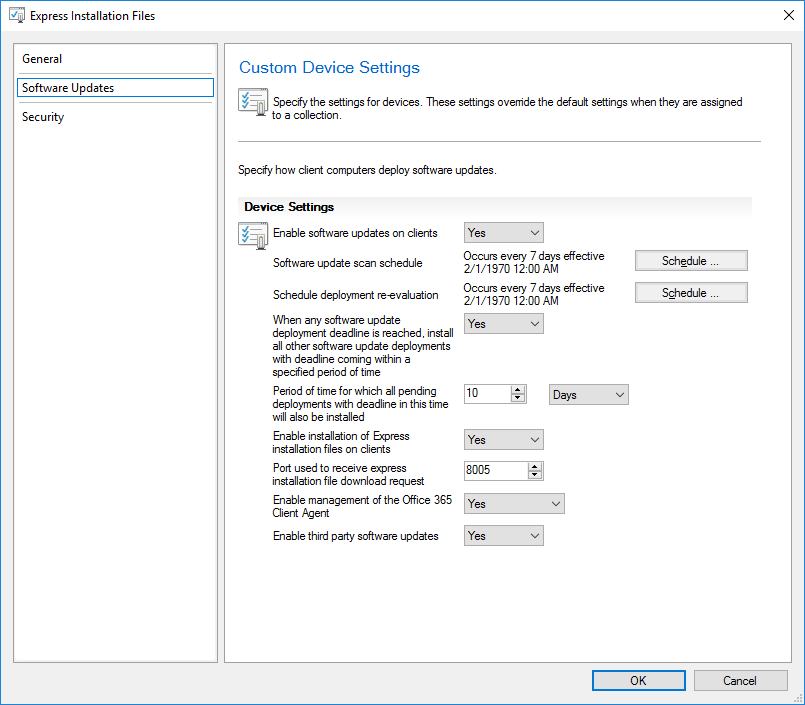 Express Installation Files
General
Software Updates
Security
Custom Device Settings
Specify the settings for devices. These settings override the default settings when they are assigned
to a collection.
Specify how client computers deploy software updates.
Device Settings
Enable software updates on clients
Yes
Software update scan schedule
Occurs every 7 days effective
2/1/1970 12:00 AM
Schedule ...
Schedule deployment re-evaluation
Occurs every 7 days effective
2/1/1970 12:00 AM
Schedule ...
When any software update
deployment deadline is reached, install
all other software update deployments
with deadline coming within a
specified period of time
Yes
Period of time for which all pending
deployments with deadline in this time
will also be installed
10
Days
Enable installation of Express
installation files on clients
Yes
Port used to receive express
installation file download request
8005
Enable management of the Office 365
Client Agent
Yes
Enable third party software updates
Yes
OK
Cancel